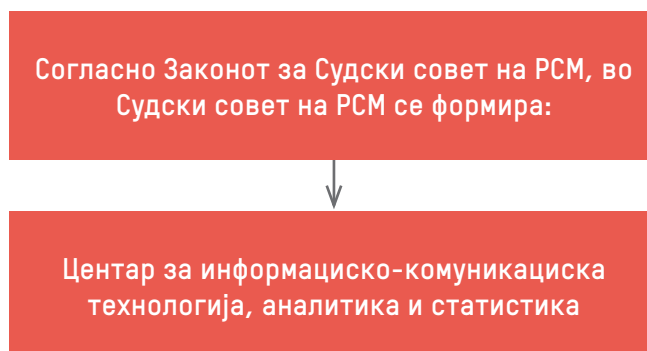 Согласно Законот за Судски совет на РСМ, во
Судски совет на РСМ се формира:
Центар за информациско-комуникациска
технологија, аналитика и статистика